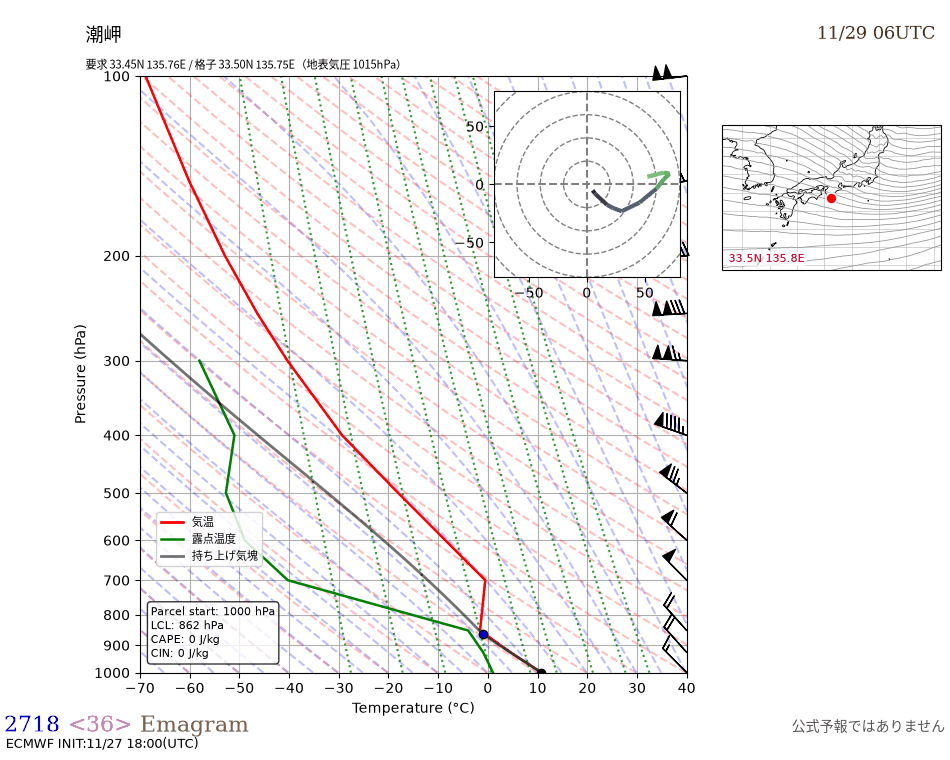 潮岬
11/29 06UTC
要求 33.45N 135.76E / 格子 33.50N 135.75E（地表気圧 1015hPa）
100
200
300
400
500
600
700
800
900
1000
Pressure (hPa)
50
0
−50
−50
0
50
33.5N 135.8E
気温
露点温度
持ち上げ気塊
Parcel start: 1000 hPa
LCL: 862 hPa
CAPE: 0 J/kg
CIN: 0 J/kg
−70
−60
−50
−40
−30
−20
−10
0
10
20
30
40
Temperature (°C)
2718 <36> Emagram
公式予報ではありません
ECMWF INIT:11/27 18:00(UTC)